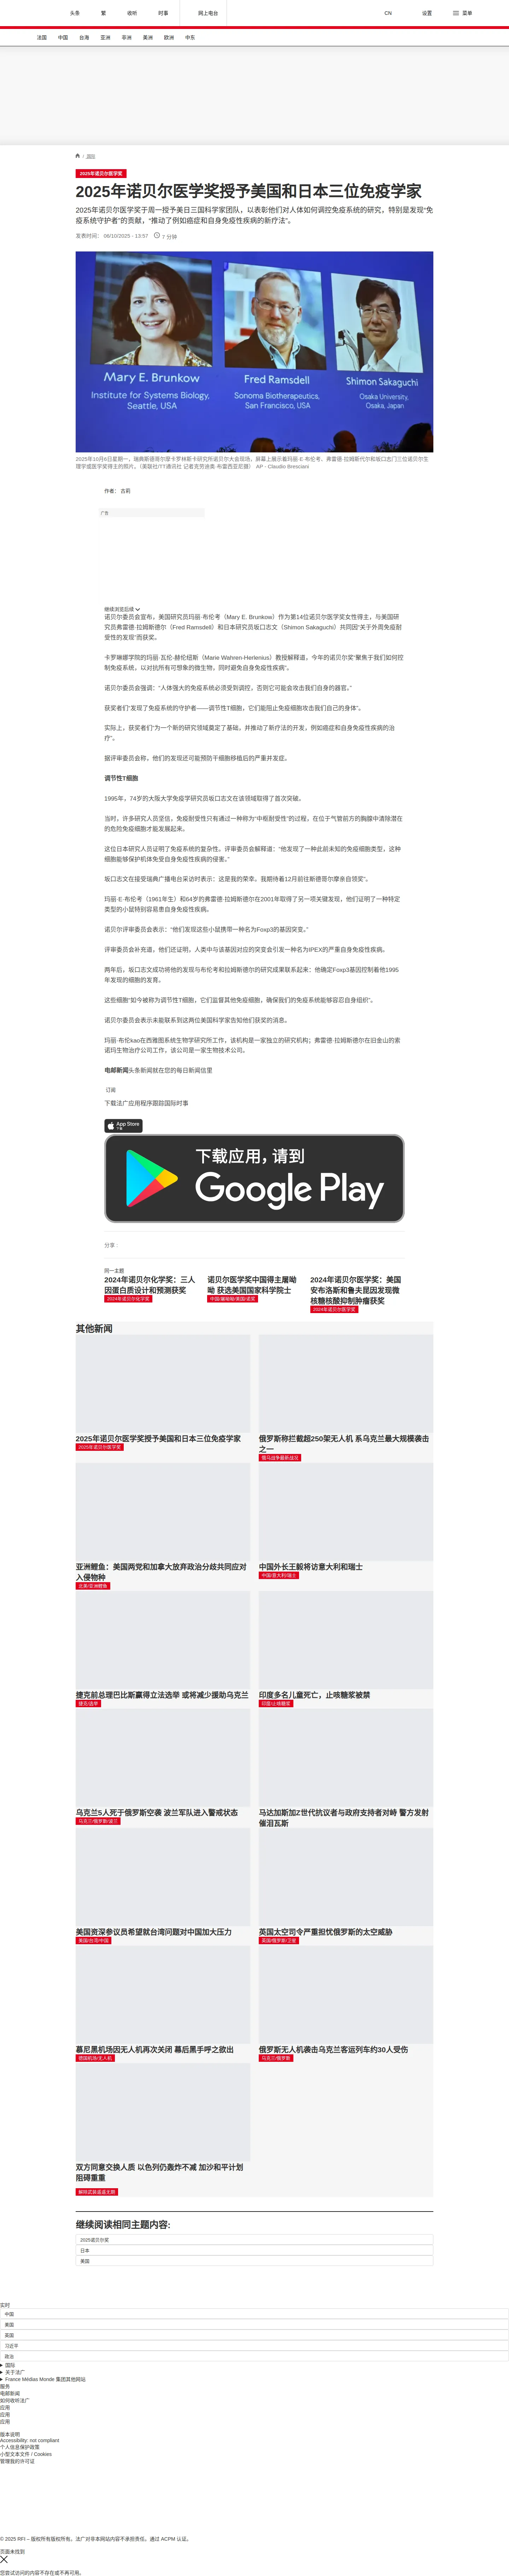 头条
繁
收听
时事
网上电台
CN
设置
菜单
法国
中国
台海
亚洲
非洲
美洲
欧洲
中东
/ 国际
2025年诺贝尔医学奖
2025年诺贝尔医学奖授予美国和日本三位免疫学家
2025年诺贝尔医学奖于周一授予美日三国科学家团队，以表彰他们对人体如何调控免疫系统的研究，特别是发现“免
疫系统守护者”的贡献，“推动了例如癌症和自身免疫性疾病的新疗法”。
发表时间： 06/10/2025 - 13:57
7 分钟
Mary E. Brunkow
Institute for Systems Biology,
Seattle, USA
Fred Ramsdell
Sonoma Biotherapeutics,
San Francisco, USA
Shimon Sakaguchi
Osaka University,
Osaka, Japan
2025年10月6日星期一，瑞典斯德哥尔摩卡罗林斯卡研究所诺贝尔大会现场，屏幕上展示着玛丽·E·布伦考、弗雷德·拉姆斯代尔和坂口志门三位诺贝尔生
理学或医学奖得主的照片。（美联社/TT通讯社 记者克劳迪奥·布雷西亚尼摄） AP - Claudio Bresciani
作者： 古莉
广告
继续浏览后续
诺贝尔委员会宣布，美国研究员玛丽·布伦考（Mary E. Brunkow）作为第14位诺贝尔医学奖女性得主，与美国研
究员弗雷德·拉姆斯德尔（Fred Ramsdell）和日本研究员坂口志文（Shimon Sakaguchi）共同因“关于外周免疫耐
受性的发现”而获奖。
卡罗琳娜学院的玛丽·瓦伦-赫伦纽斯（Marie Wahren-Herlenius）教授解释道，今年的诺贝尔奖“聚焦于我们如何控
制免疫系统，以对抗所有可想象的微生物，同时避免自身免疫性疾病”。
诺贝尔委员会强调：“人体强大的免疫系统必须受到调控，否则它可能会攻击我们自身的器官。”
获奖者们“发现了免疫系统的守护者——调节性T细胞，它们能阻止免疫细胞攻击我们自己的身体”。
实际上，获奖者们“为一个新的研究领域奠定了基础，并推动了新疗法的开发，例如癌症和自身免疫性疾病的治
疗”。
据评审委员会称，他们的发现还可能预防干细胞移植后的严重并发症。
调节性T细胞
1995年，74岁的大阪大学免疫学研究员坂口志文在该领域取得了首次突破。
当时，许多研究人员坚信，免疫耐受性只有通过一种称为“中枢耐受性”的过程，在位于气管前方的胸腺中清除潜在
的危险免疫细胞才能发展起来。
这位日本研究人员证明了免疫系统的复杂性。评审委员会解释道：“他发现了一种此前未知的免疫细胞类型，这种
细胞能够保护机体免受自身免疫性疾病的侵害。”
坂口志文在接受瑞典广播电台采访时表示：这是我的荣幸。我期待着12月前往斯德哥尔摩亲自领奖”。
玛丽·E·布伦考（1961年生）和64岁的弗雷德·拉姆斯德尔在2001年取得了另一项关键发现，他们证明了一种特定
类型的小鼠特别容易患自身免疫性疾病。
诺贝尔评审委员会表示：“他们发现这些小鼠携带一种名为Foxp3的基因突变。”
评审委员会补充道，他们还证明，人类中与该基因对应的突变会引发一种名为IPEX的严重自身免疫性疾病。
两年后，坂口志文成功将他的发现与布伦考和拉姆斯德尔的研究成果联系起来：他确定Foxp3基因控制着他1995
年发现的细胞的发育。
这些细胞“如今被称为调节性T细胞，它们监督其他免疫细胞，确保我们的免疫系统能够容忍自身组织”。
诺贝尔委员会表示未能联系到这两位美国科学家告知他们获奖的消息。
玛丽·布伦kao在西雅图系统生物学研究所工作，该机构是一家独立的研究机构；弗雷德·拉姆斯德尔在旧金山的索
诺玛生物治疗公司工作，该公司是一家生物技术公司。
电邮新闻头条新闻就在您的每日新闻信里
订阅
下载法广应用程序跟踪国际时事
App Store
下载
下载应用，请到
Google Play
分享 :
同一主题
2024年诺贝尔化学奖：三人
因蛋白质设计和预测获奖
2024年诺贝尔化学奖
诺贝尔医学奖中国得主屠呦
呦 获选美国国家科学院士
中国/屠呦呦/美国/诺奖
2024年诺贝尔医学奖：美国
安布洛斯和鲁夫昆因发现微
核糖核酸抑制肿瘤获奖
2024年诺贝尔医学奖
其他新闻
2025年诺贝尔医学奖授予美国和日本三位免疫学家
2025年诺贝尔医学奖
俄罗斯称拦截超250架无人机 系乌克兰最大规模袭击
之一
俄乌战争最新战况
亚洲鲤鱼：美国两党和加拿大放弃政治分歧共同应对
入侵物种
北美/亚洲鲤鱼
中国外长王毅将访意大利和瑞士
中国/意大利/瑞士
捷克前总理巴比斯赢得立法选举 或将减少援助乌克兰
捷克/选举
印度多名儿童死亡，止咳糖浆被禁
印度/止咳糖浆
乌克兰5人死于俄罗斯空袭 波兰军队进入警戒状态
乌克兰/俄罗斯/波兰
马达加斯加Z世代抗议者与政府支持者对峙 警方发射
催泪瓦斯
美国资深参议员希望就台湾问题对中国加大压力
美国/台湾/中国
英国太空司令严重担忧俄罗斯的太空威胁
英国/俄罗斯/卫星
慕尼黑机场因无人机再次关闭 幕后黑手呼之欲出
德国机场/无人机
俄罗斯无人机袭击乌克兰客运列车约30人受伤
乌克兰/俄罗斯
双方同意交换人质 以色列仍轰炸不减 加沙和平计划
阻碍重重
继续阅读相同主题内容:
2025诺贝尔奖
日本
美国
实时
中国
美国
英国
习近平
政治
国际
关于法广
France Médias Monde 集团其他网站
服务
电邮新闻
如何收听法广
应用
应用
应用
版本说明
Accessibility: not compliant
个人信息保护政策
小型文本文件 / Cookies
管理我的许可证
© 2025 RFI – 版权所有版权所有。法广对非本网站内容不承担责任。通过 ACPM 认证。
页面未找到
您尝试访问的内容不存在或不再可用。